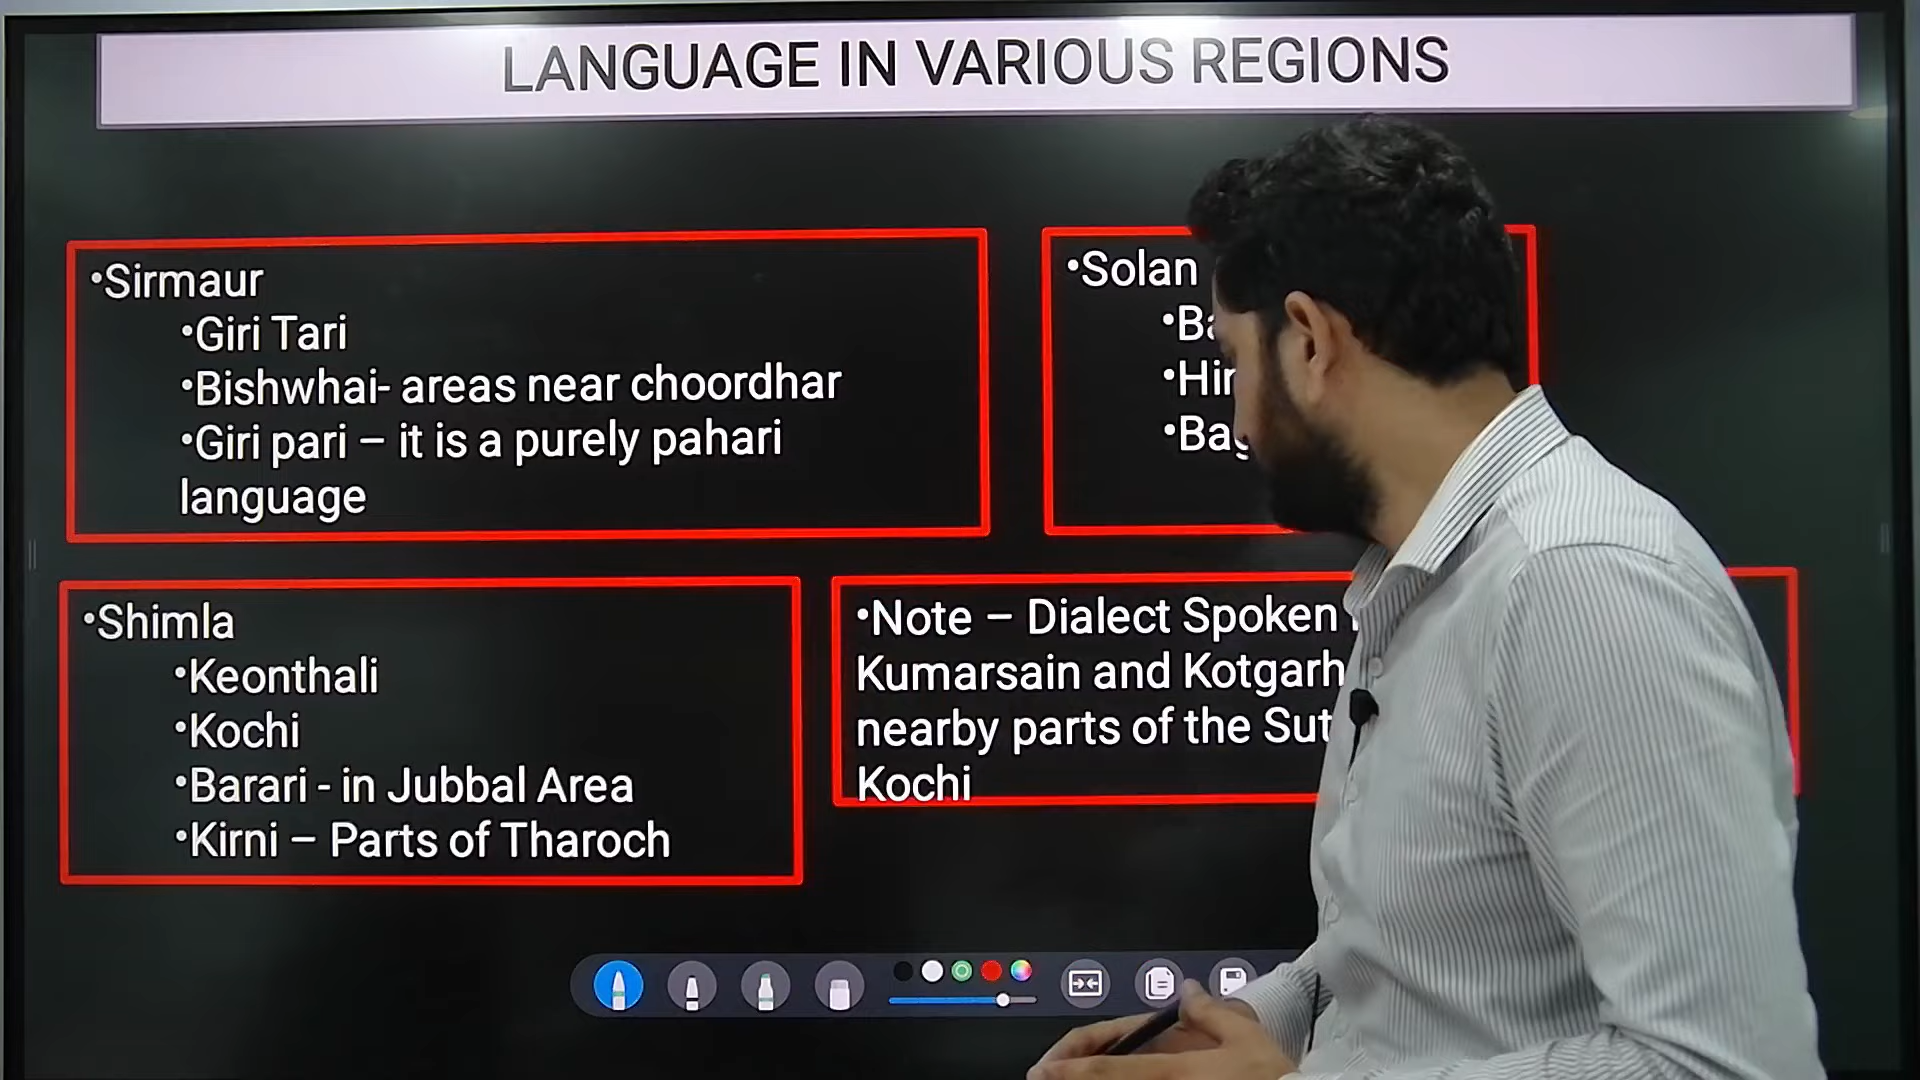 LANGUAGE IN VARIOUS REGIONS
•Sirmaur
•Giri Tari
•Bishwhai- areas near choordhar
•Giri pari – it is a purely pahari
language
•Solan
•Shimla
•Keonthali
•Kochi
•Barari - in Jubbal Area
•Kirni – Parts of Tharoch
•Note – Dialect Spoken
Kumarsain and Kotgarh
nearby parts of the
Kochi